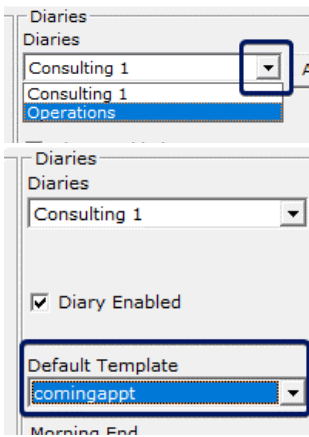 Diaries
Diaries
Consulting 1
A
Consulting 1
Operations
Diaries
Diaries
Consulting 1
Diary Enabled
Default Template
comingappt
Morning End